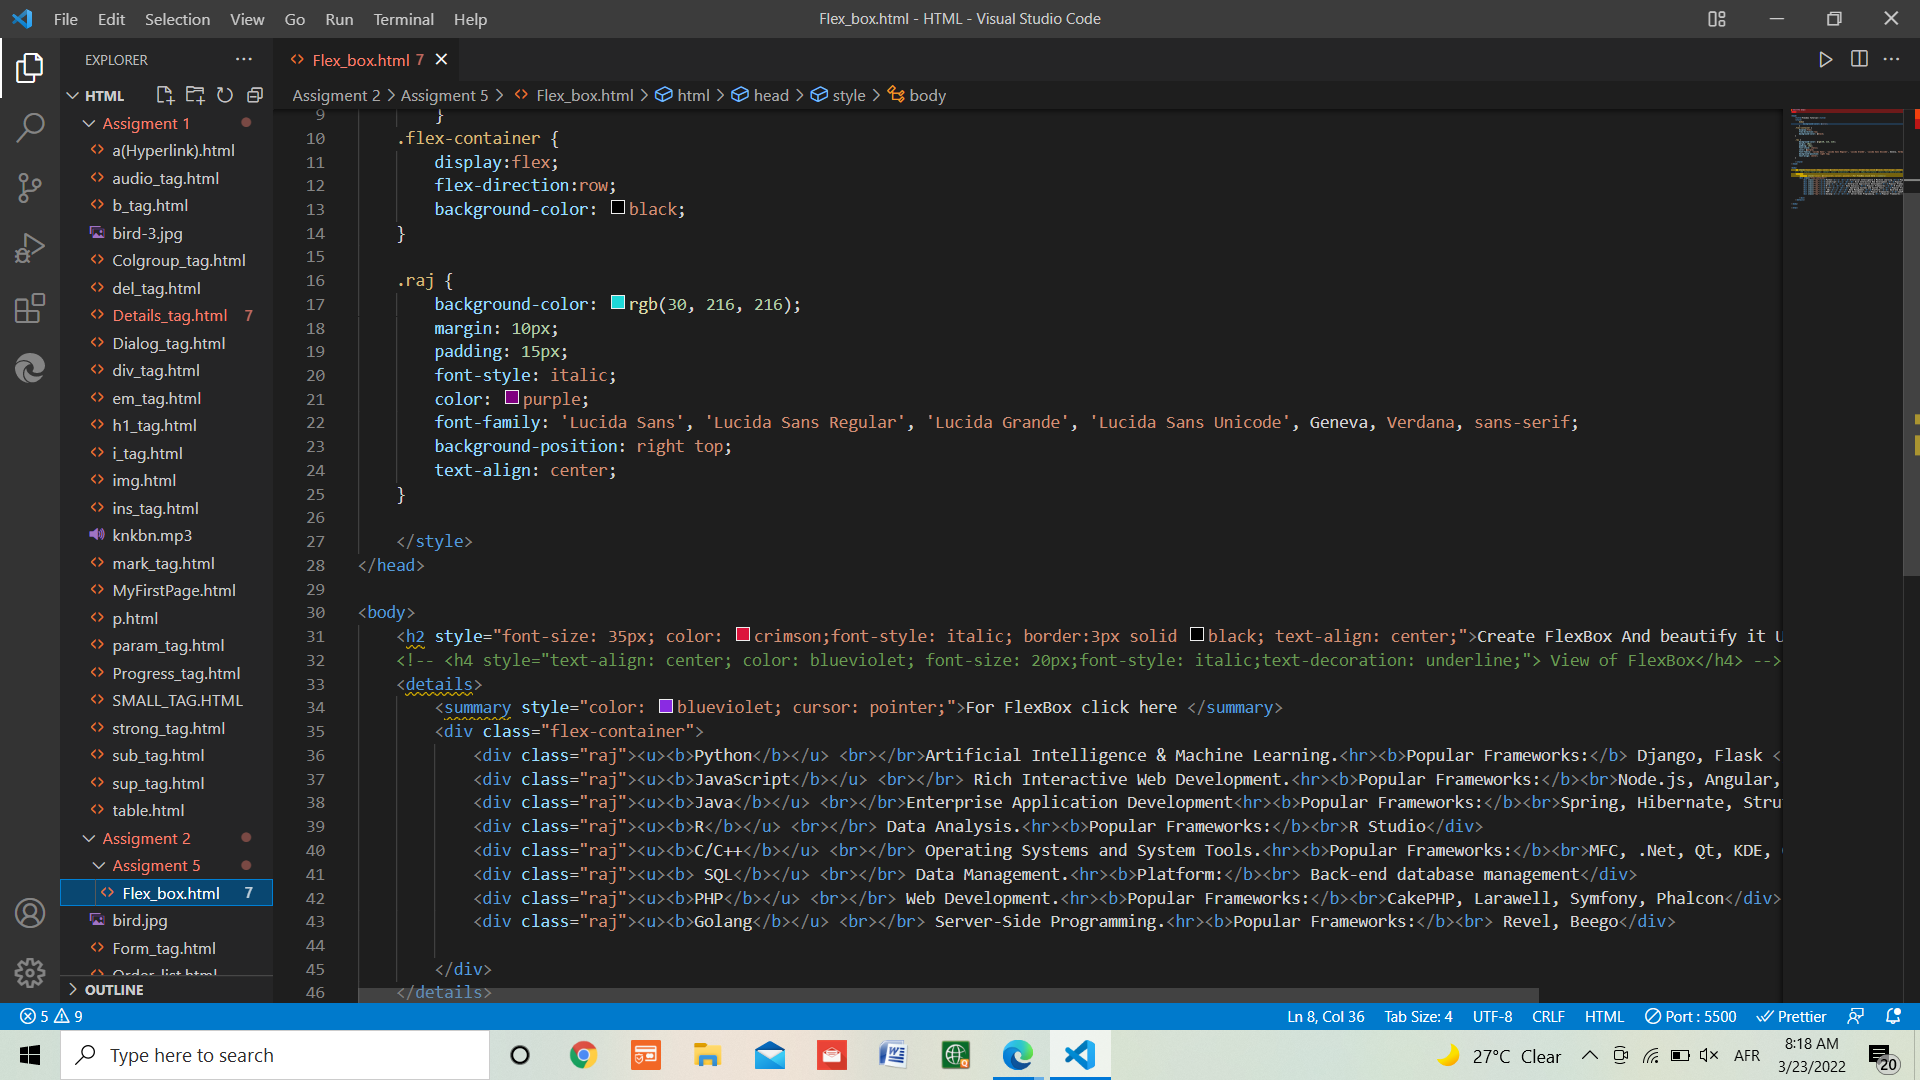 File Edit Selection View Go Run Terminal Help
Flex_box.html - HTML - Visual Studio Code
EXPLORER
Flex_box.html 7
HTML
Assigment 2 > Assigment 5 > Flex_box.html > html > head > style > body
Assigment 1
a(Hyperlink).html
audio_tag.html
b_tag.html
bird-3.jpg
Colgroup_tag.html
del_tag.html
Details_tag.html 7
Dialog_tag.html
div_tag.html
em_tag.html
h1_tag.html
i_tag.html
img.html
ins_tag.html
knkbn.mp3
mark_tag.html
MyFirstPage.html
p.html
param_tag.html
Progress_tag.html
SMALL_TAG.HTML
strong_tag.html
sub_tag.html
sup_tag.html
table.html
Assigment 2
Assigment 5
Flex_box.html 7
bird.jpg
Form_tag.html
Order-list.html
OUTLINE
9 }
10 .flex-container {
11 display:flex;
12 flex-direction:row;
13 background-color: black;
14 }
15
16 .raj {
17 background-color: rgb(30, 216, 216);
18 margin: 10px;
19 padding: 15px;
20 font-style: italic;
21 color: purple;
22 font-family: 'Lucida Sans', 'Lucida Sans Regular', 'Lucida Grande', 'Lucida Sans Unicode', Geneva, Verdana, sans-serif;
23 background-position: right top;
24 text-align: center;
25 }
26
27 </style>
28 </head>
29
30 <body>
31 <h2 style="font-size: 35px; color: crimson;font-style: italic; border:3px solid black; text-align: center;">Create FlexBox And beautify it U
32 <!-- <h4 style="text-align: center; color: blueviolet; font-size: 20px;font-style: italic;text-decoration: underline;"> View of FlexBox</h4> -->
33 <details>
34 <summary style="color: blueviolet; cursor: pointer;">For FlexBox click here </summary>
35 <div class="flex-container">
36 <div class="raj"><u><b>Python</b></u> <br></br>Artificial Intelligence & Machine Learning.<hr><b>Popular Frameworks:</b> Django, Flask <
37 <div class="raj"><u><b>JavaScript</b></u> <br></br> Rich Interactive Web Development.<hr><b>Popular Frameworks:</b><br>Node.js, Angular,
38 <div class="raj"><u><b>Java</b></u> <br></br>Enterprise Application Development<hr><b>Popular Frameworks:</b><br>Spring, Hibernate, Stru
39 <div class="raj"><u><b>R</b></u> <br></br> Data Analysis.<hr><b>Popular Frameworks:</b><br>R Studio</div>
40 <div class="raj"><u><b>C/C++</b></u> <br></br> Operating Systems and System Tools.<hr><b>Popular Frameworks:</b><br>MFC, .Net, Qt, KDE,
41 <div class="raj"><u><b> SQL</b></u> <br></br> Data Management.<hr><b>Platform:</b><br> Back-end database management</div>
42 <div class="raj"><u><b>PHP</b></u> <br></br> Web Development.<hr><b>Popular Frameworks:</b><br>CakePHP, Larawell, Symfony, Phalcon</div>
43 <div class="raj"><u><b>Golang</b></u> <br></br> Server-Side Programming.<hr><b>Popular Frameworks:</b><br> Revel, Beego</div>
44
45 </div>
46 </details>
5 9
Ln 8, Col 36 Tab Size: 4 UTF-8 CRLF HTML Port : 5500 Prettier
Type here to search
27°C Clear
AFR
8:18 AM
3/23/2022
20